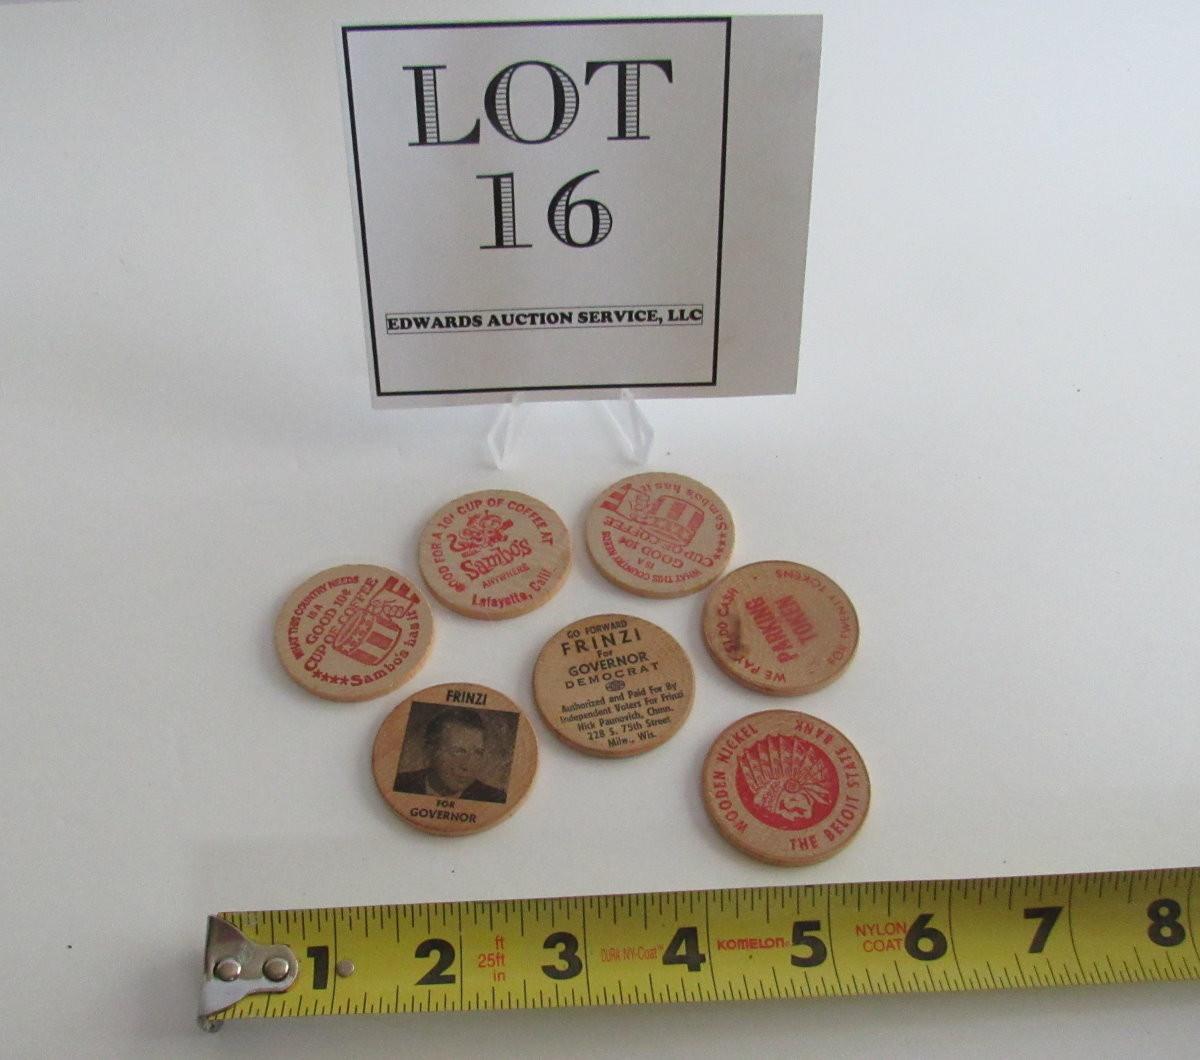 LOT
16
EDWARDS AUCTION SERVICE, LLC
GOOD FOR A 10¢ CUP OF COFFEE AT
Sambo's
ANYWHERE
Lafayette, Calif.
WHAT THIS COUNTRY NEEDS
IS A
GOOD 10¢
CUP OF COFFEE
★★★★Sambo's has it!
WHAT THIS COUNTRY NEEDS
IS A
GOOD 10¢
CUP OF COFFEE
★★★★Sambo's has it!
WE PAY $1.00 CASH
PARKING
TOKEN
FOR TWENTY TOKENS
GO FORWARD
FRINZI
For
GOVERNOR
DEMOCRAT
Authorized and Paid For By
Independent Voters For Frinzi
Nick Paunovich, Chmn.
228 S. 75th Street
Milw., Wis.
FRINZI
FOR
GOVERNOR
WOODEN NICKEL
THE BELOIT STATE BANK
1 2 ft 25ft in 3 DURA NY-Coat™ 4 KOMELON® 5 NYLON COAT 6 7 8